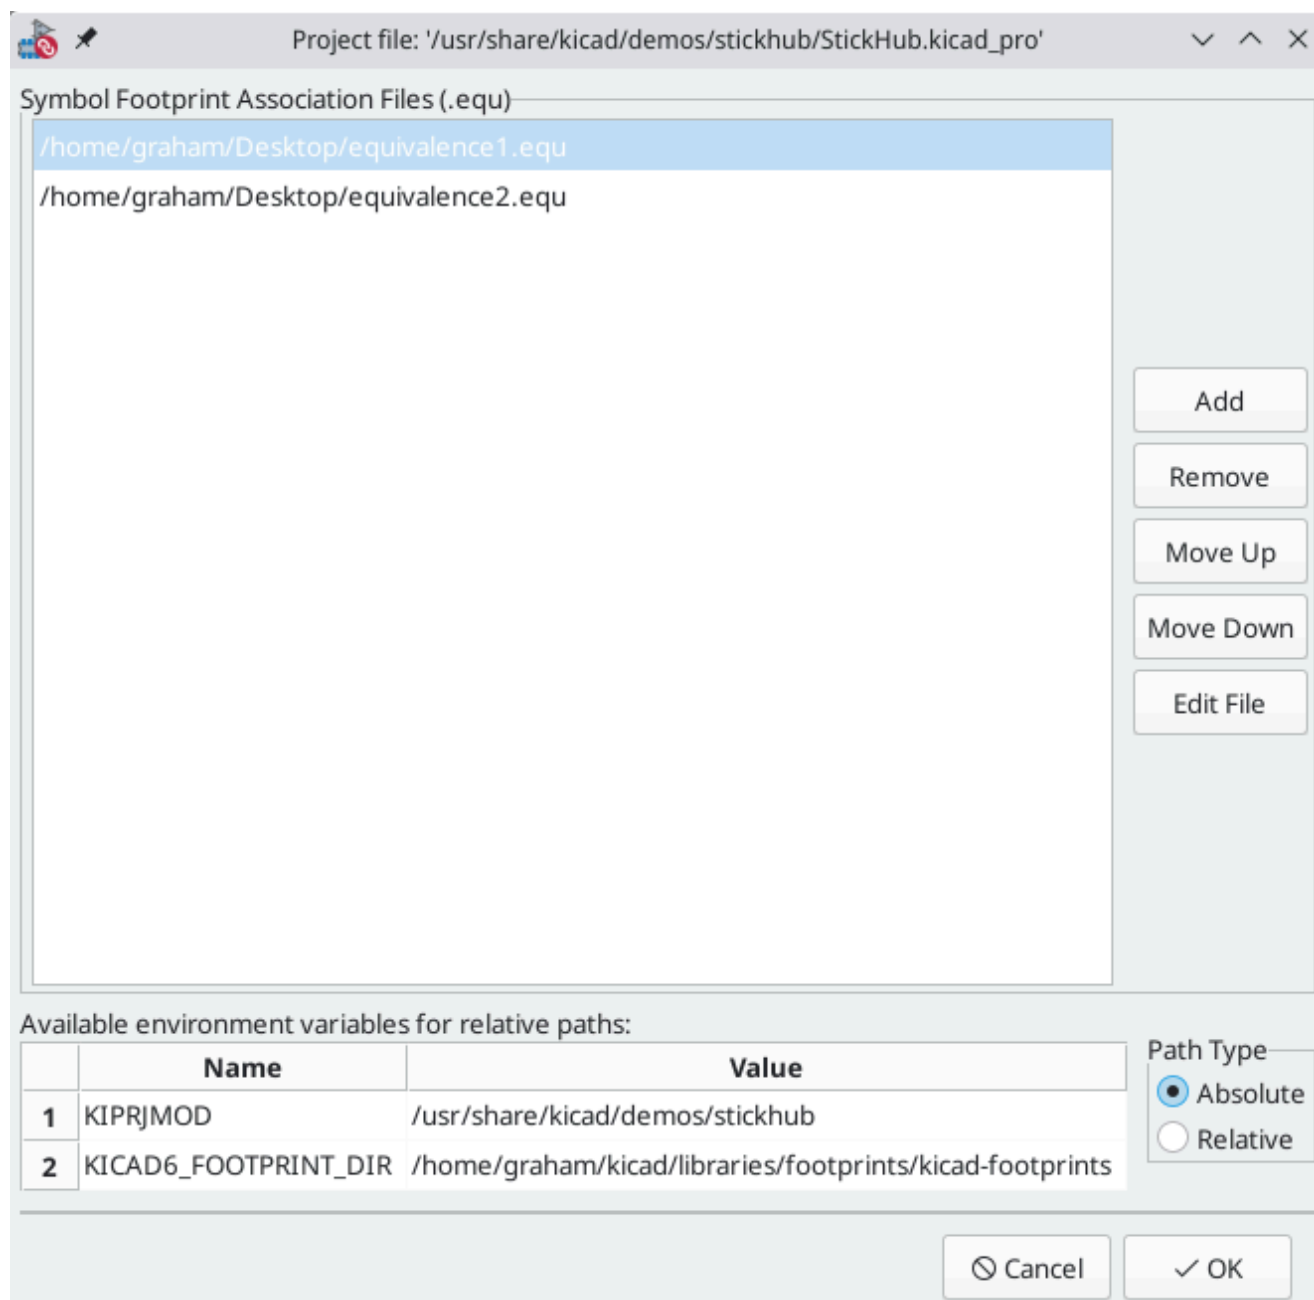 Project file: '/usr/share/kicad/demos/stickhub/StickHub.kicad_pro'
Symbol Footprint Association Files (.equ)
/home/graham/Desktop/equivalence1.equ
/home/graham/Desktop/equivalence2.equ
Add
Remove
Move Up
Move Down
Edit File
Available environment variables for relative paths:
Name Value
1 KIPRJMOD /usr/share/kicad/demos/stickhub
2 KICAD6_FOOTPRINT_DIR /home/graham/kicad/libraries/footprints/kicad-footprints
Path Type
Absolute
Relative
Cancel OK